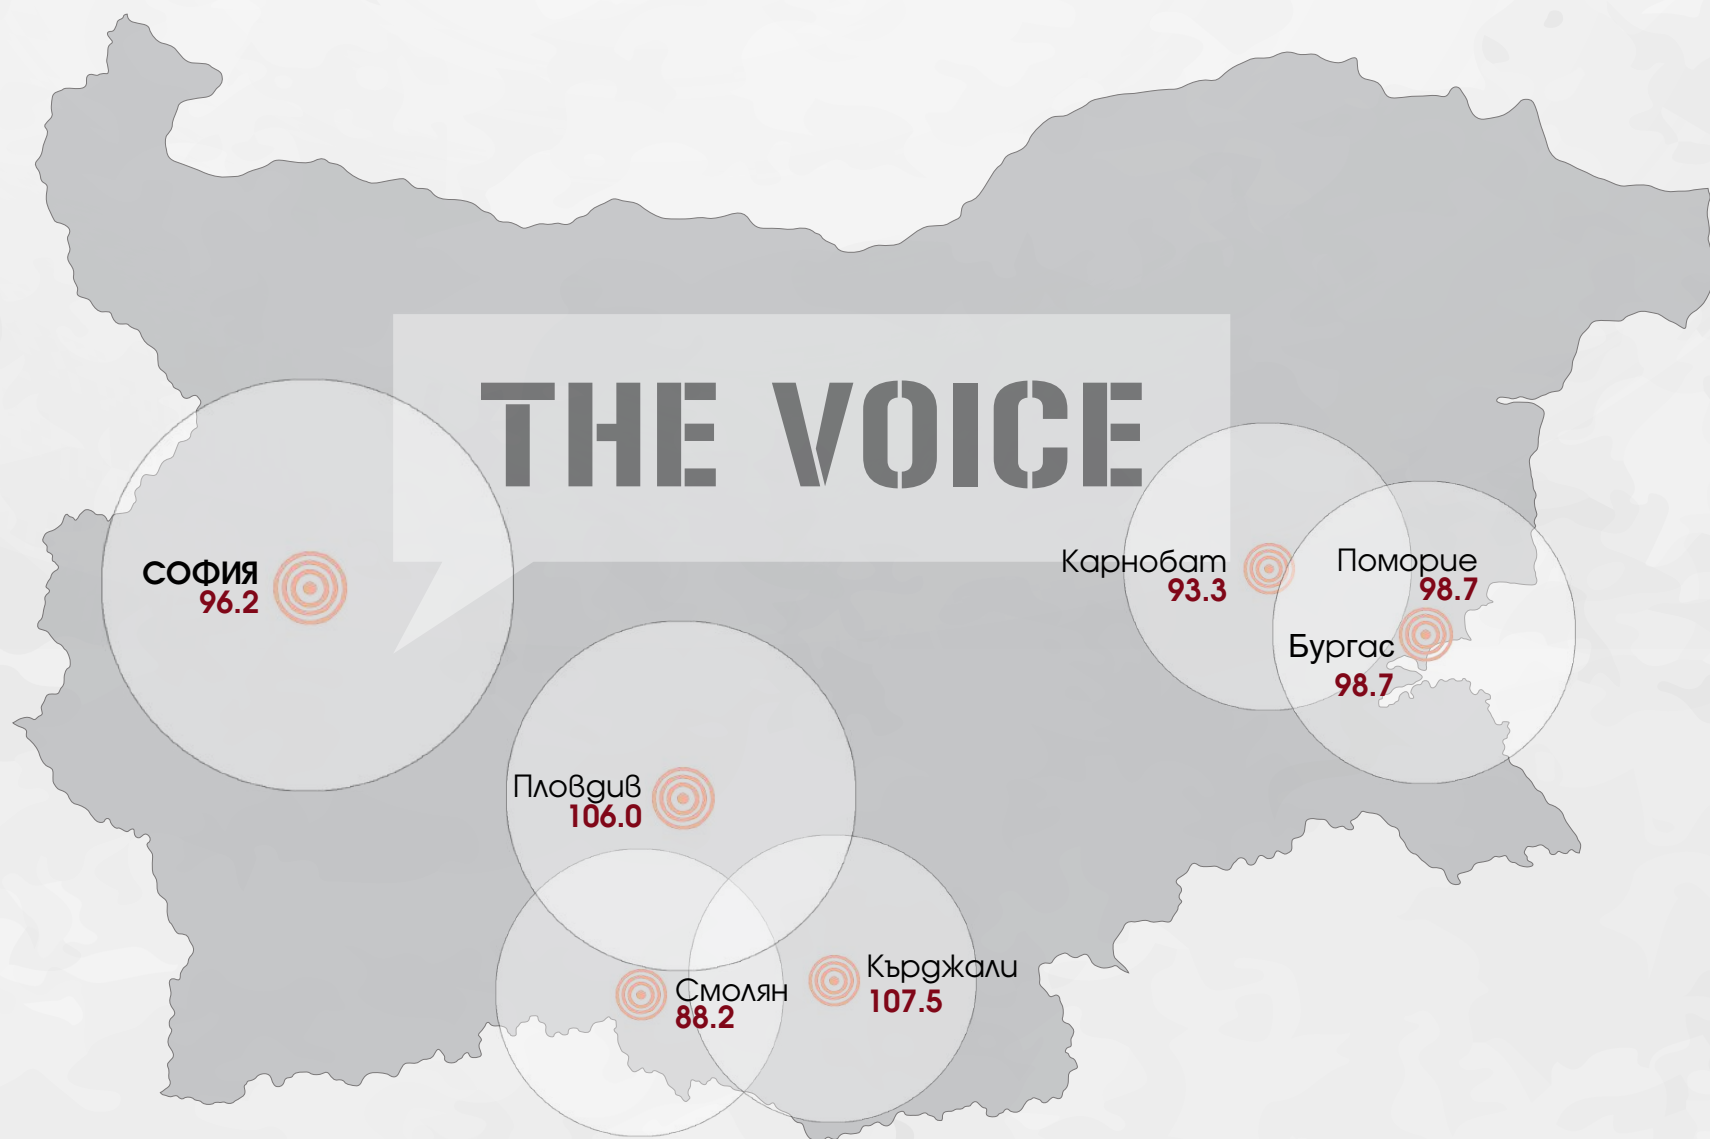 THE VOICE
СОФИЯ
96.2
Карнобат
93.3
Поморие
98.7
Бургас
98.7
Пловдив
106.0
Смолян
88.2
Кърджали
107.5